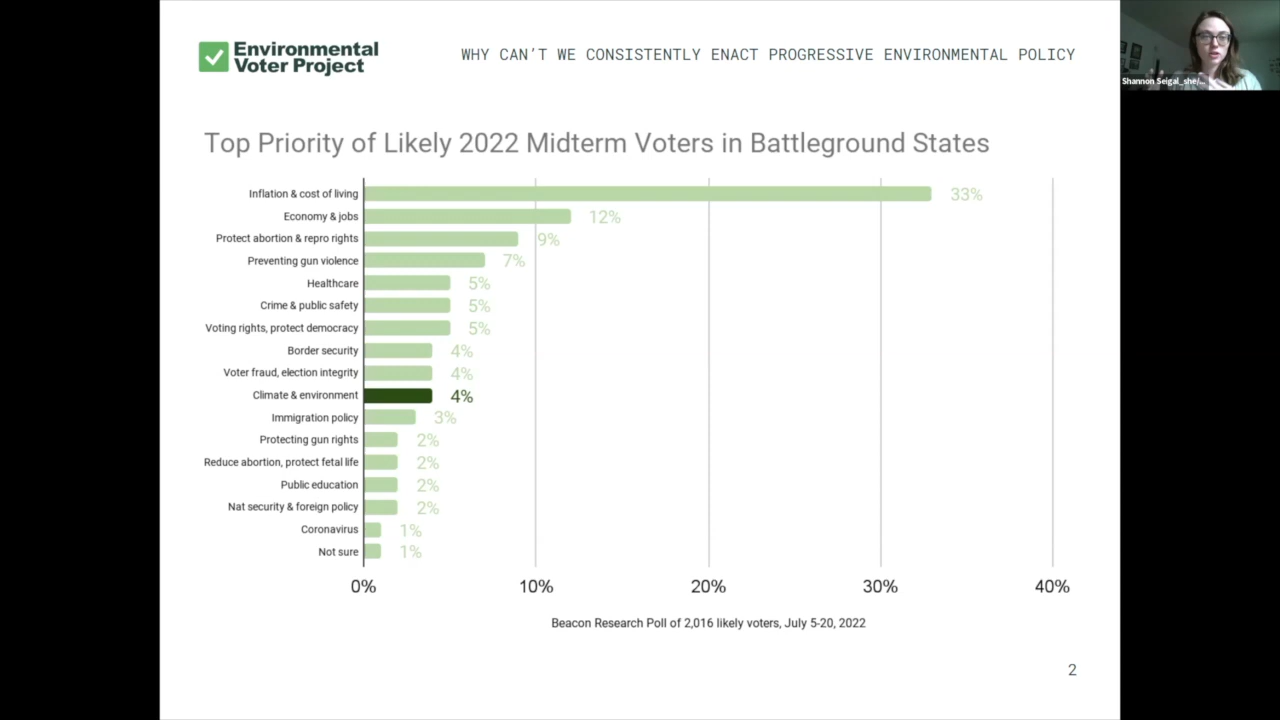 Environmental
Voter Project
WHY CAN'T WE CONSISTENTLY ENACT PROGRESSIVE ENVIRONMENTAL POLICY
Shannon Seigal_she/...
Top Priority of Likely 2022 Midterm Voters in Battleground States
Inflation & cost of living 33%
Economy & jobs 12%
Protect abortion & repro rights 9%
Preventing gun violence 7%
Healthcare 5%
Crime & public safety 5%
Voting rights, protect democracy 5%
Border security 4%
Voter fraud, election integrity 4%
Climate & environment 4%
Immigration policy 3%
Protecting gun rights 2%
Reduce abortion, protect fetal life 2%
Public education 2%
Nat security & foreign policy 2%
Coronavirus 1%
Not sure 1%
0% 10% 20% 30% 40%
Beacon Research Poll of 2,016 likely voters, July 5-20, 2022
2